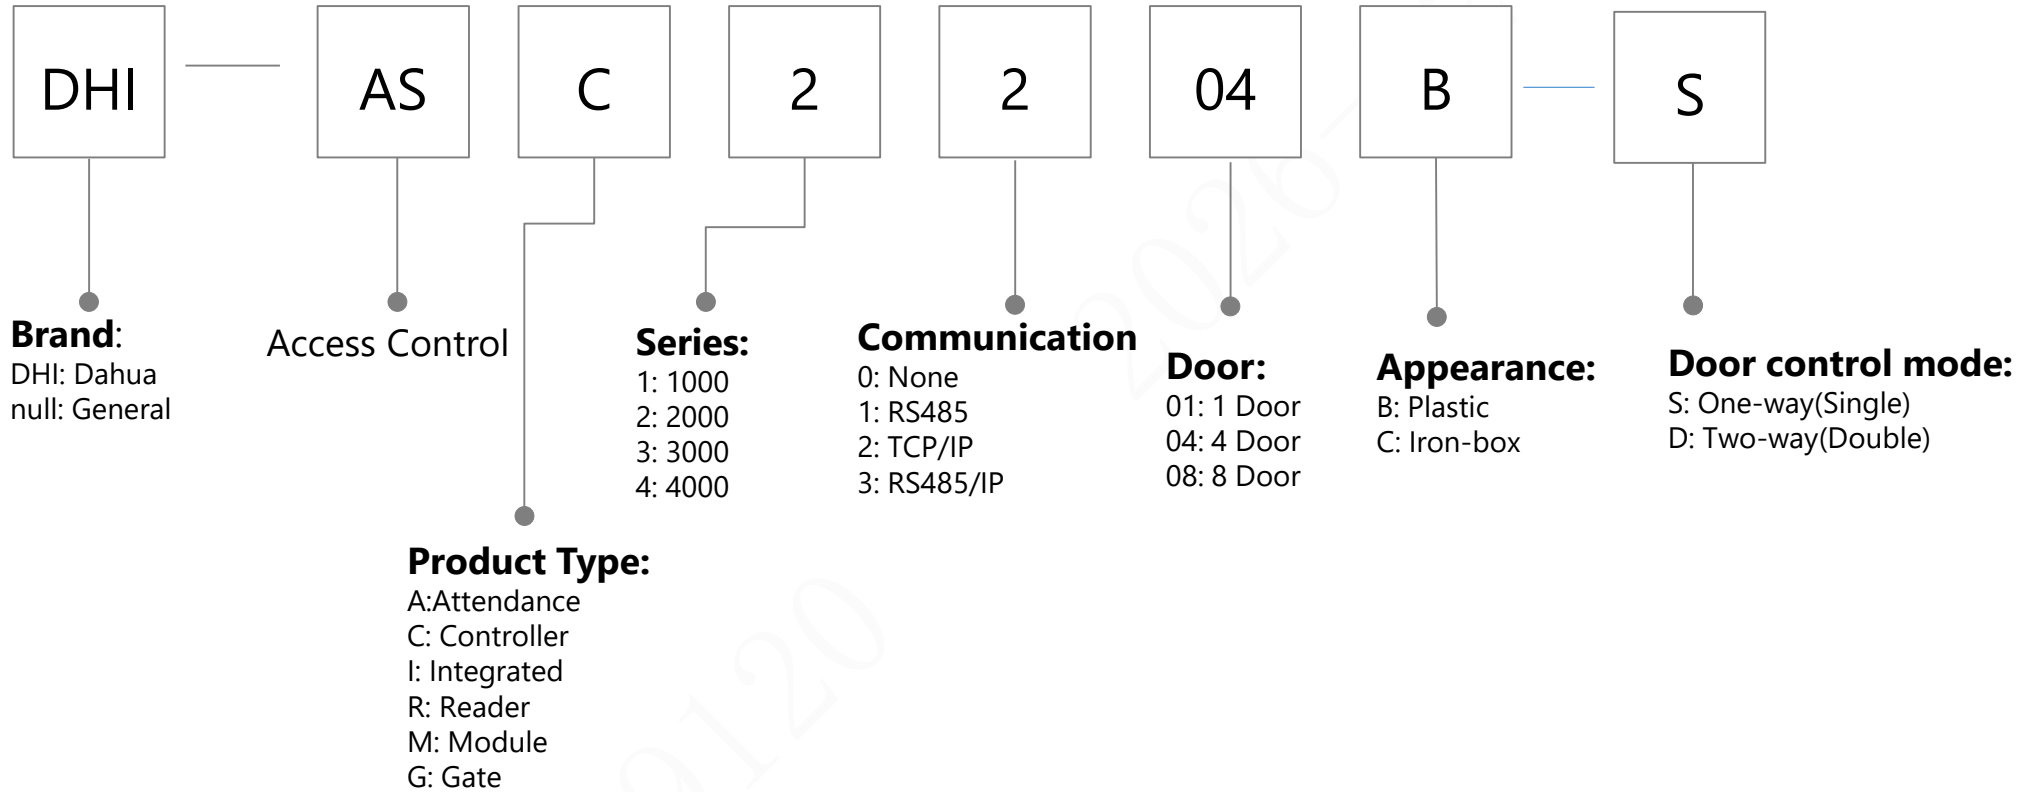 DHI
AS
C
2
2
04
B
S
Brand:
DHI: Dahua
null: General
Access Control
Product Type:
A:Attendance
C: Controller
I: Integrated
R: Reader
M: Module
G: Gate
Series:
1: 1000
2: 2000
3: 3000
4: 4000
Communication
0: None
1: RS485
2: TCP/IP
3: RS485/IP
Door:
01: 1 Door
04: 4 Door
08: 8 Door
Appearance:
B: Plastic
C: Iron-box
Door control mode:
S: One-way(Single)
D: Two-way(Double)